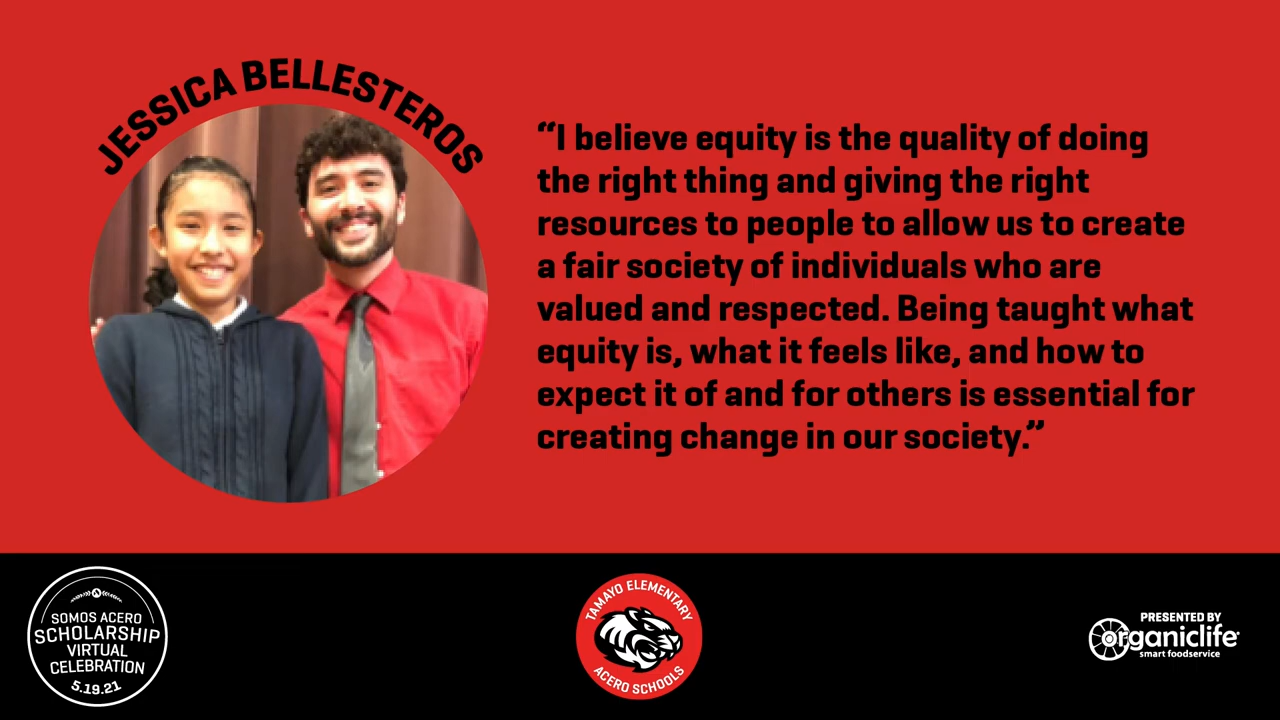 JESSICA BELLESTEROS
“I believe equity is the quality of doing
the right thing and giving the right
resources to people to allow us to create
a fair society of individuals who are
valued and respected. Being taught what
equity is, what it feels like, and how to
expect it of and for others is essential for
creating change in our society.”
SOMOS ACERO
SCHOLARSHIP
VIRTUAL
CELEBRATION
5.19.21
TAMAYO ELEMENTARY
ACERO SCHOOLS
PRESENTED BY
organiclife
smart foodservice